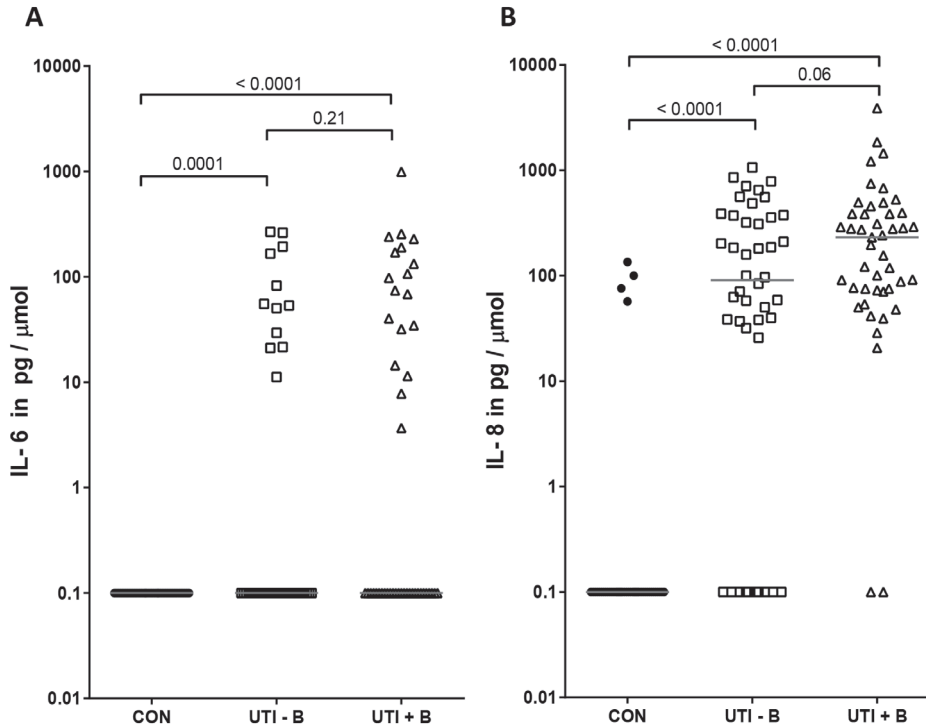 A
IL- 6 in pg / μmol
10000
1000
100
10
1
0.1
0.01
< 0.0001
0.21
0.0001
CON
UTI - B
UTI + B
B
IL- 8 in pg / μmol
10000
1000
100
10
1
0.1
0.01
< 0.0001
0.06
< 0.0001
CON
UTI - B
UTI + B